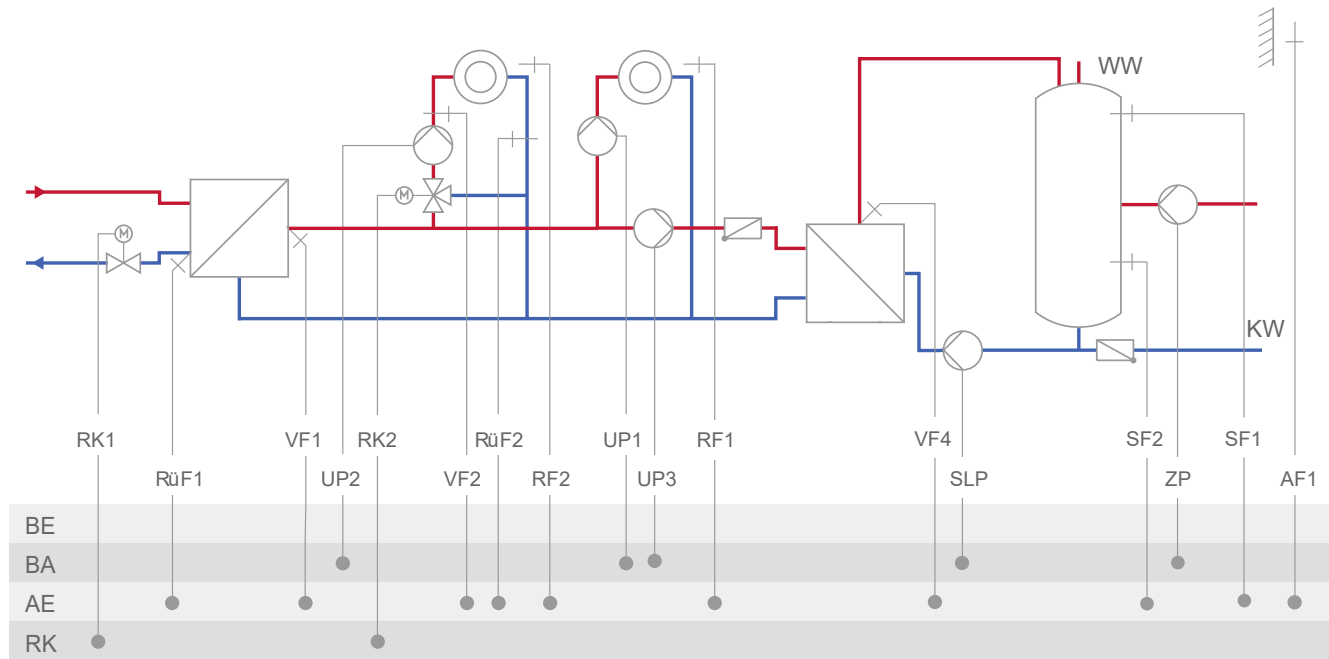 WW
M
M
KW
RK1 VF1 RK2 RüF2 UP1 RF1 VF4 SF2 SF1
RüF1 UP2 VF2 RF2 UP3 SLP ZP AF1
BE
BA
AE
RK